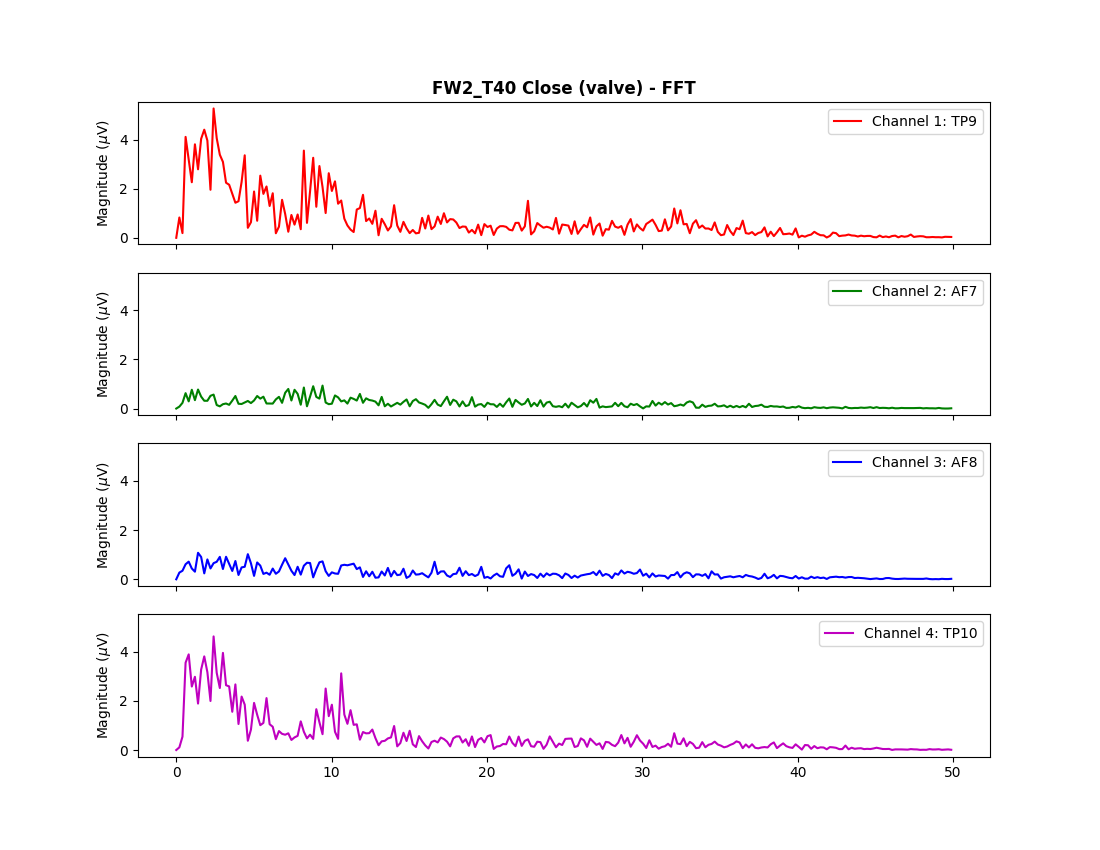 FW2_T40 Close (valve) - FFT
Magnitude (μV)
4
2
0
Channel 1: TP9
Magnitude (μV)
4
2
0
Channel 2: AF7
Magnitude (μV)
4
2
0
Channel 3: AF8
Magnitude (μV)
4
2
0
Channel 4: TP10
0 10 20 30 40 50